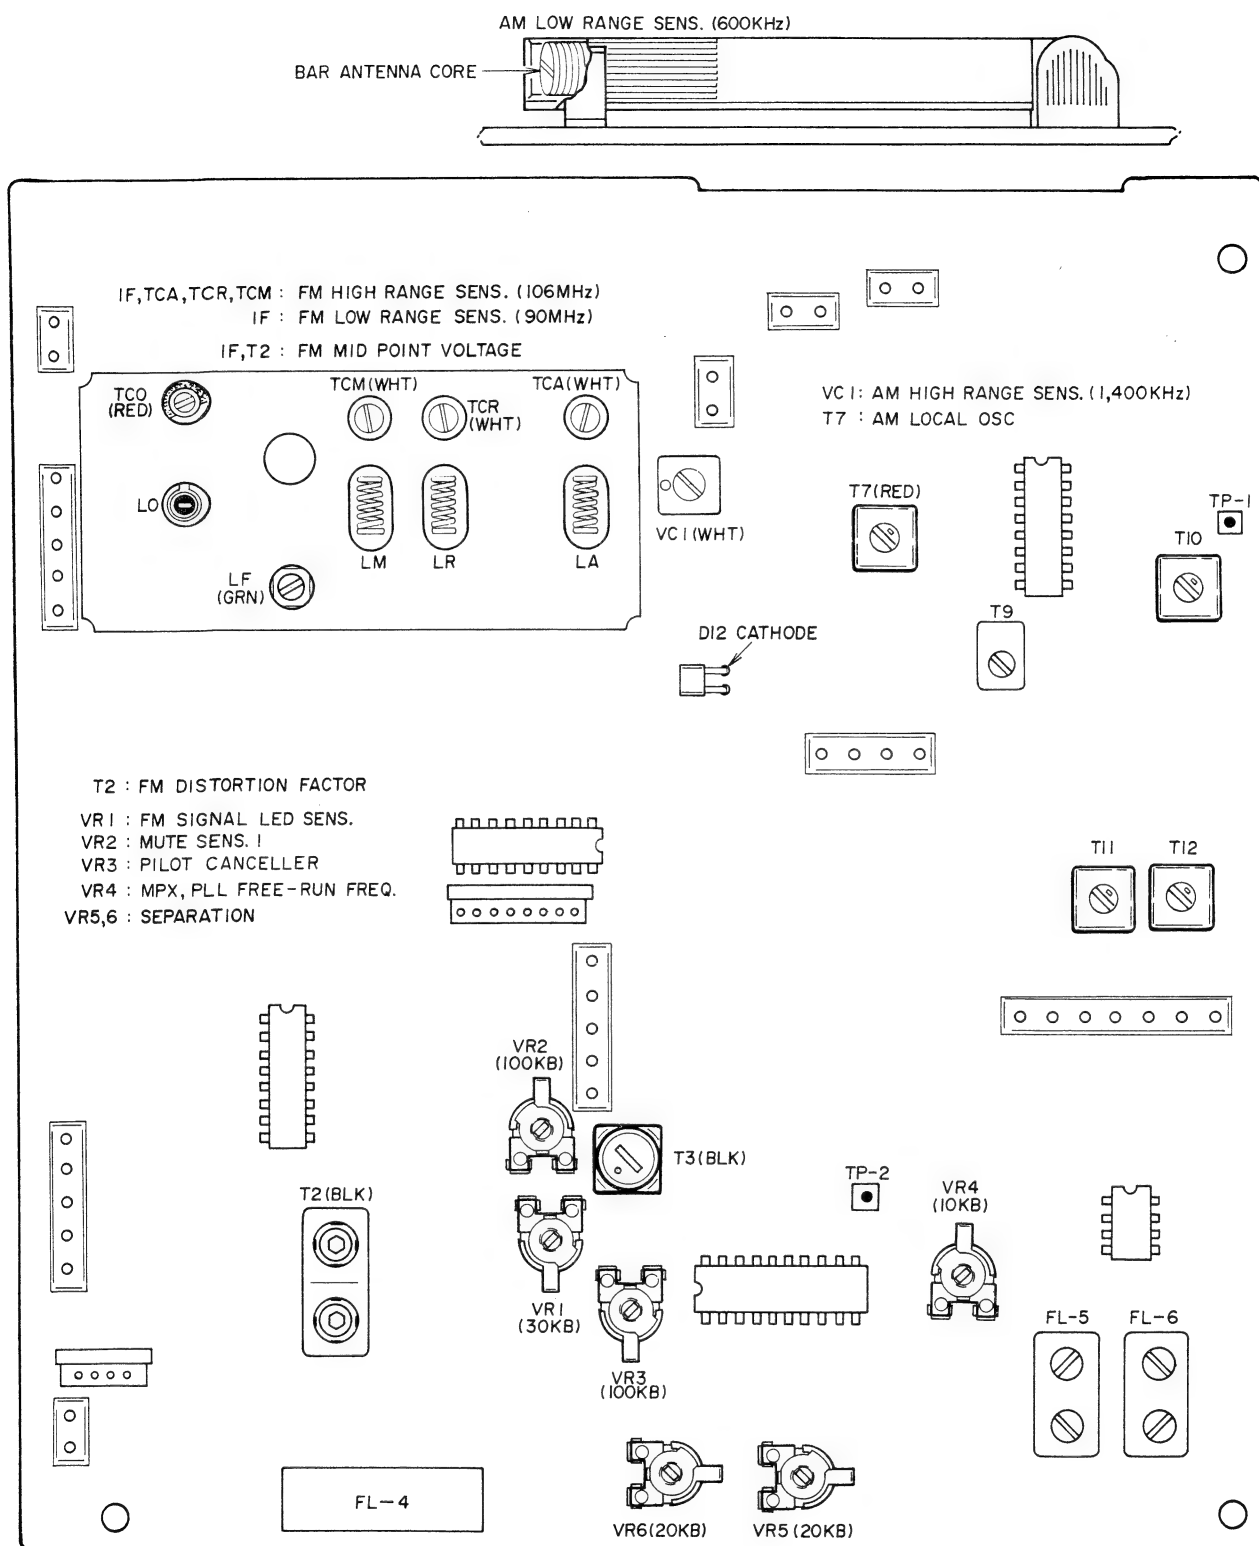 AM LOW RANGE SENS. (600KHz)
BAR ANTENNA CORE
IF,TCA,TCR,TCM : FM HIGH RANGE SENS. (106MHz)
IF : FM LOW RANGE SENS. (90MHz)
IF,T2 : FM MID POINT VOLTAGE
TCO
(RED)
TCM(WHT)
TCR
(WHT)
TCA(WHT)
VC1: AM HIGH RANGE SENS. (1,400KHz)
T7 : AM LOCAL OSC
LO
LF
(GRN)
LM
LR
LA
VC1(WHT)
T7(RED)
TP-1
T10
T9
D12 CATHODE
T2 : FM DISTORTION FACTOR
VR1 : FM SIGNAL LED SENS.
VR2 : MUTE SENS. 1
VR3 : PILOT CANCELLER
VR4 : MPX, PLL FREE-RUN FREQ.
VR5,6 : SEPARATION
T11
T12
VR2
(100KB)
T3(BLK)
TP-2
VR4
(10KB)
T2(BLK)
VR1
(30KB)
VR3
(100KB)
FL-5
FL-6
FL-4
VR6(20KB)
VR5(20KB)